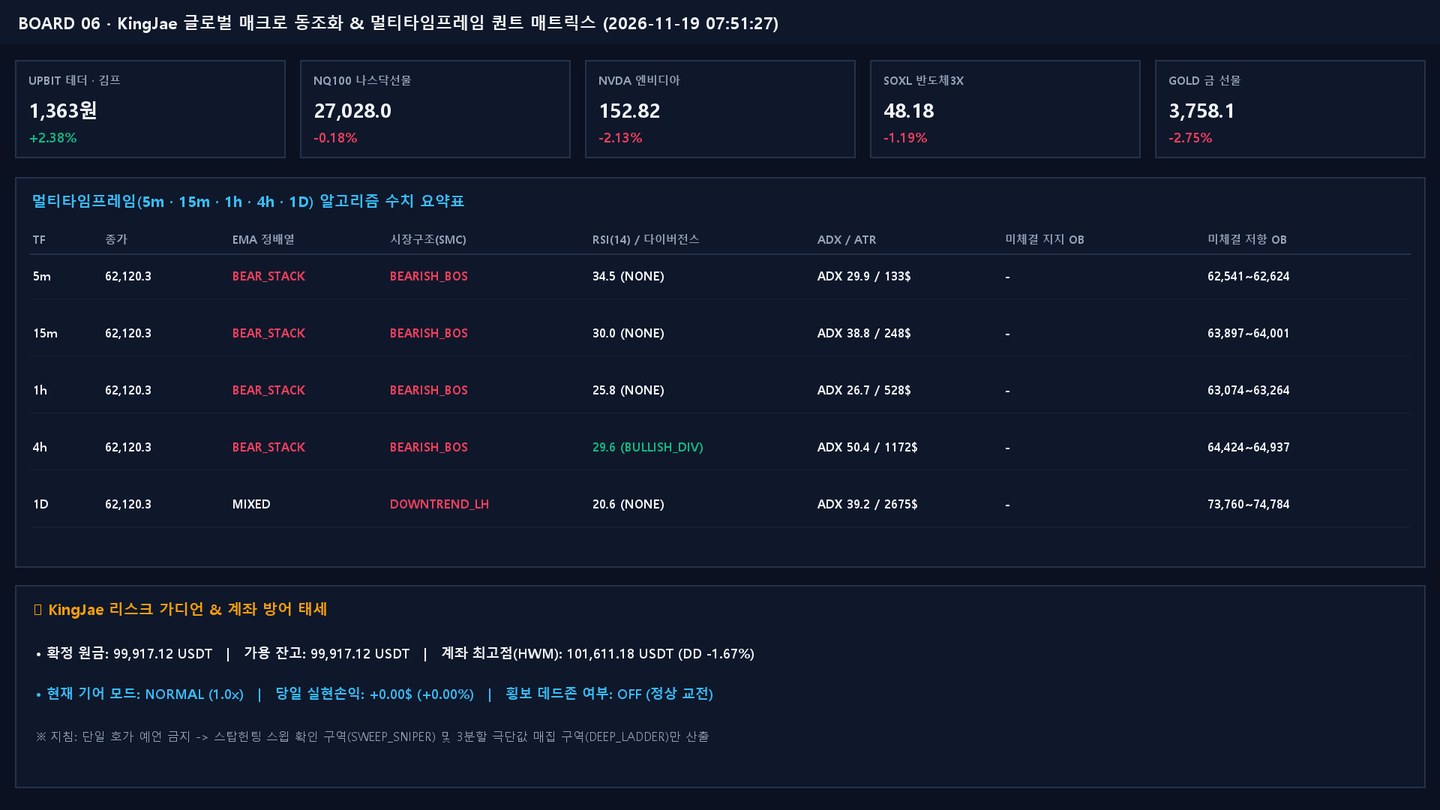 BOARD 06 · KingJae 글로벌 매크로 동조화 & 멀티타임프레임 퀀트 매트릭스 (2026-11-19 07:51:27)
UPBIT 테더 · 김프
1,363원
+2.38%
NQ100 나스닥선물
27,028.0
-0.18%
NVDA 엔비디아
152.82
-2.13%
SOXL 반도체3X
48.18
-1.19%
GOLD 금 선물
3,758.1
-2.75%
멀티타임프레임(5m · 15m · 1h · 4h · 1D) 알고리즘 수치 요약표
TF 종가 EMA 정배열 시장구조(SMC) RSI(14) / 다이버전스 ADX / ATR 미체결 지지 OB 미체결 저항 OB
5m 62,120.3 BEAR_STACK BEARISH_BOS 34.5 (NONE) ADX 29.9 / 133$ - 62,541~62,624
15m 62,120.3 BEAR_STACK BEARISH_BOS 30.0 (NONE) ADX 38.8 / 248$ - 63,897~64,001
1h 62,120.3 BEAR_STACK BEARISH_BOS 25.8 (NONE) ADX 26.7 / 528$ - 63,074~63,264
4h 62,120.3 BEAR_STACK BEARISH_BOS 29.6 (BULLISH_DIV) ADX 50.4 / 1172$ - 64,424~64,937
1D 62,120.3 MIXED DOWNTREND_LH 20.6 (NONE) ADX 39.2 / 2675$ - 73,760~74,784
KingJae 리스크 가디언 & 계좌 방어 태세
• 확정 원금: 99,917.12 USDT | 가용 잔고: 99,917.12 USDT | 계좌 최고점(HWM): 101,611.18 USDT (DD -1.67%)
• 현재 기어 모드: NORMAL (1.0x) | 당일 실현손익: +0.00$ (+0.00%) | 횡보 데드존 여부: OFF (정상 교전)
※ 지침: 단일 호가 예언 금지 -> 스탑헌팅 스윕 확인 구역(SWEEP_SNIPER) 및 3분할 극단값 매집 구역(DEEP_LADDER)만 산출